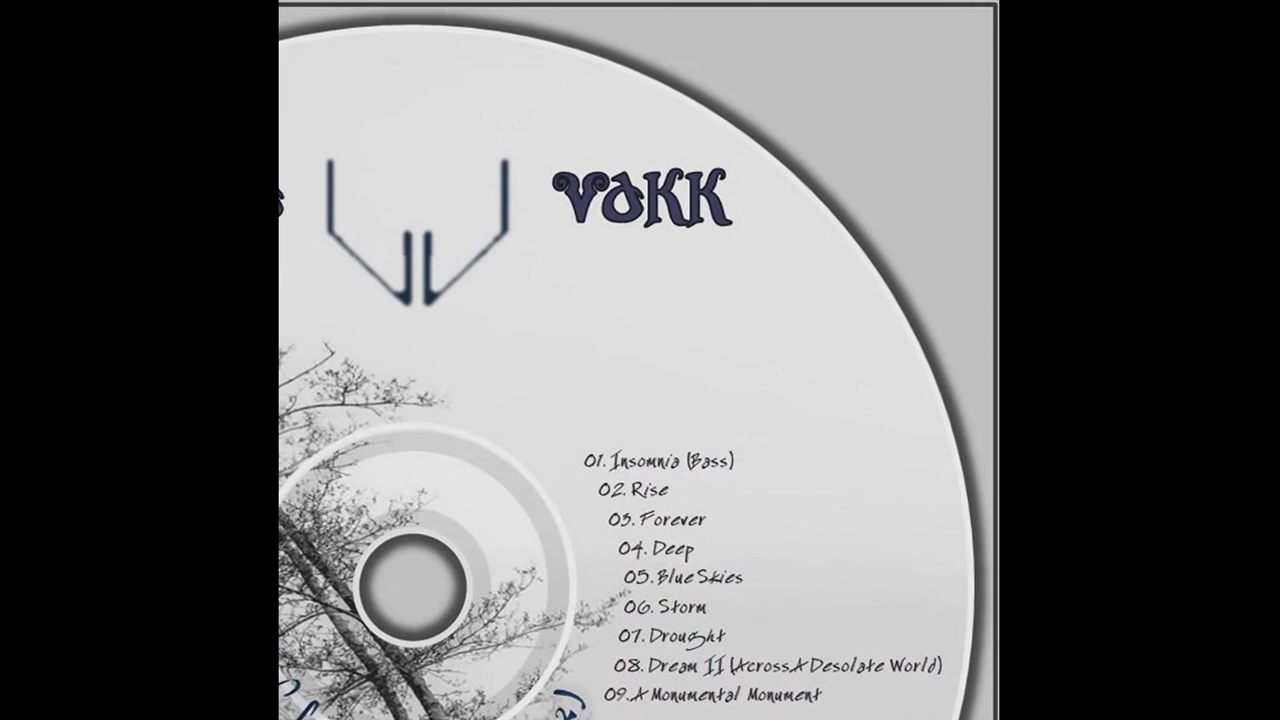 VAKK
01. Insomnia (Bass)
02. Rise
03. Forever
04. Deep
05. Blue Skies
06. Storm
07. Drought
08. Dream II (Across A Desolate World)
09. A Monumental Monument